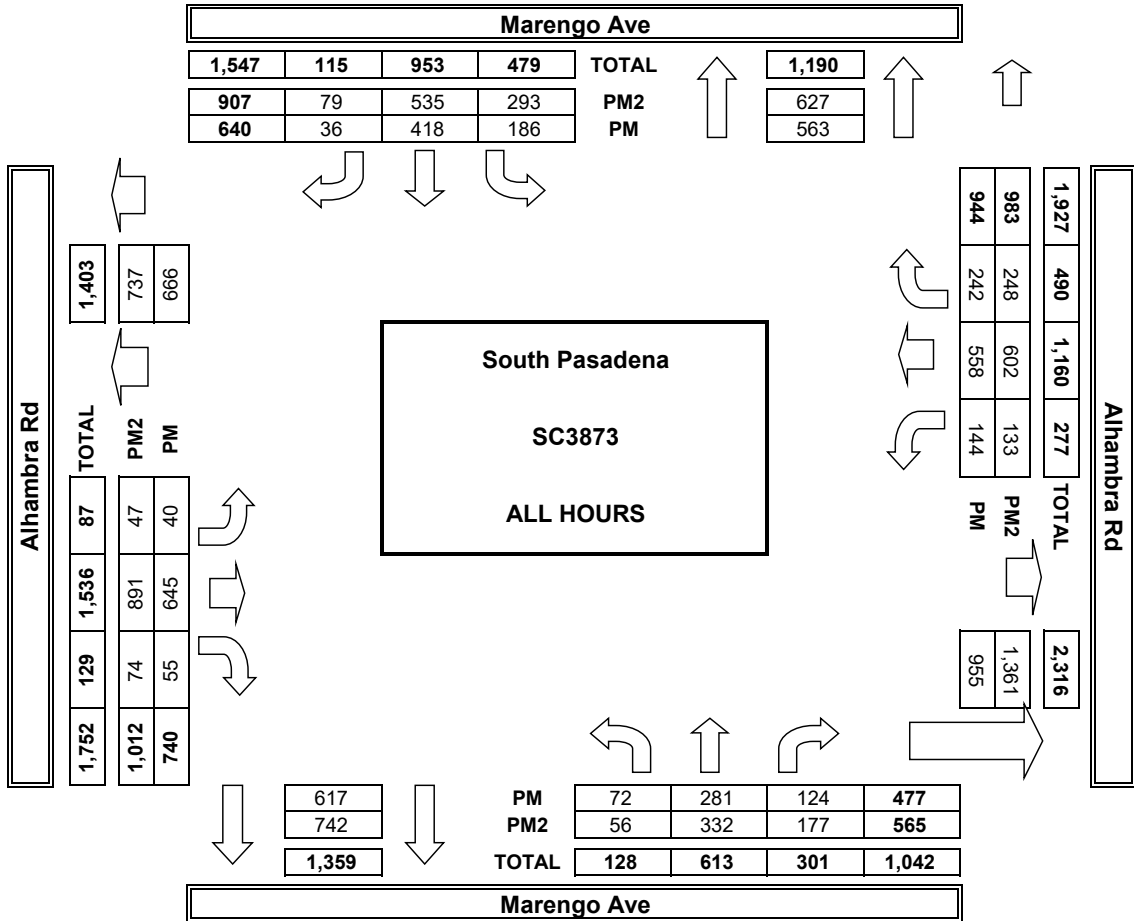 Marengo Ave
1,547 115 953 479 TOTAL 1,190
907 79 535 293 PM2 627
640 36 418 186 PM 563
Alhambra Rd
1,403
737
666
TOTAL 87 1,536 129 1,752
PM2 47 891 74 1,012
PM 40 645 55 740
South Pasadena
SC3873
ALL HOURS
1,927 490 1,160 277 TOTAL 2,316
983 248 602 133 PM2 1,361
944 242 558 144 PM 955
Alhambra Rd
617 PM 72 281 124 477
742 PM2 56 332 177 565
1,359 TOTAL 128 613 301 1,042
Marengo Ave